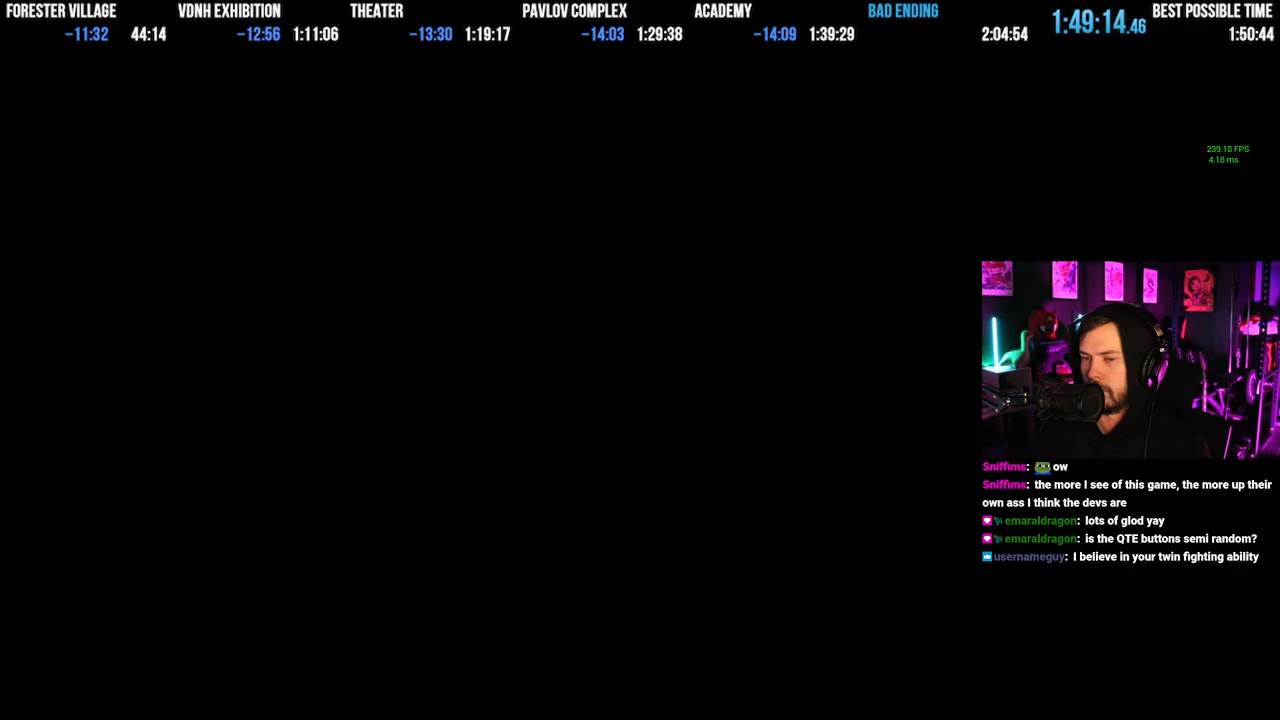 FORESTER VILLAGE VDNH EXHIBITION THEATER PAVLOV COMPLEX ACADEMY BAD ENDING 1:49:14.46 BEST POSSIBLE TIME
-11:32 44:14 -12:56 1:11:06 -13:30 1:19:17 -14:03 1:29:38 -14:09 1:39:29 2:04:54 1:50:44
239.18 FPS
4.18 ms
Sniffims: ow
Sniffims: the more I see of this game, the more up their
own ass I think the devs are
emaraldragon: lots of glod yay
emaraldragon: is the QTE buttons semi random?
usernameguy: I believe in your twin fighting ability